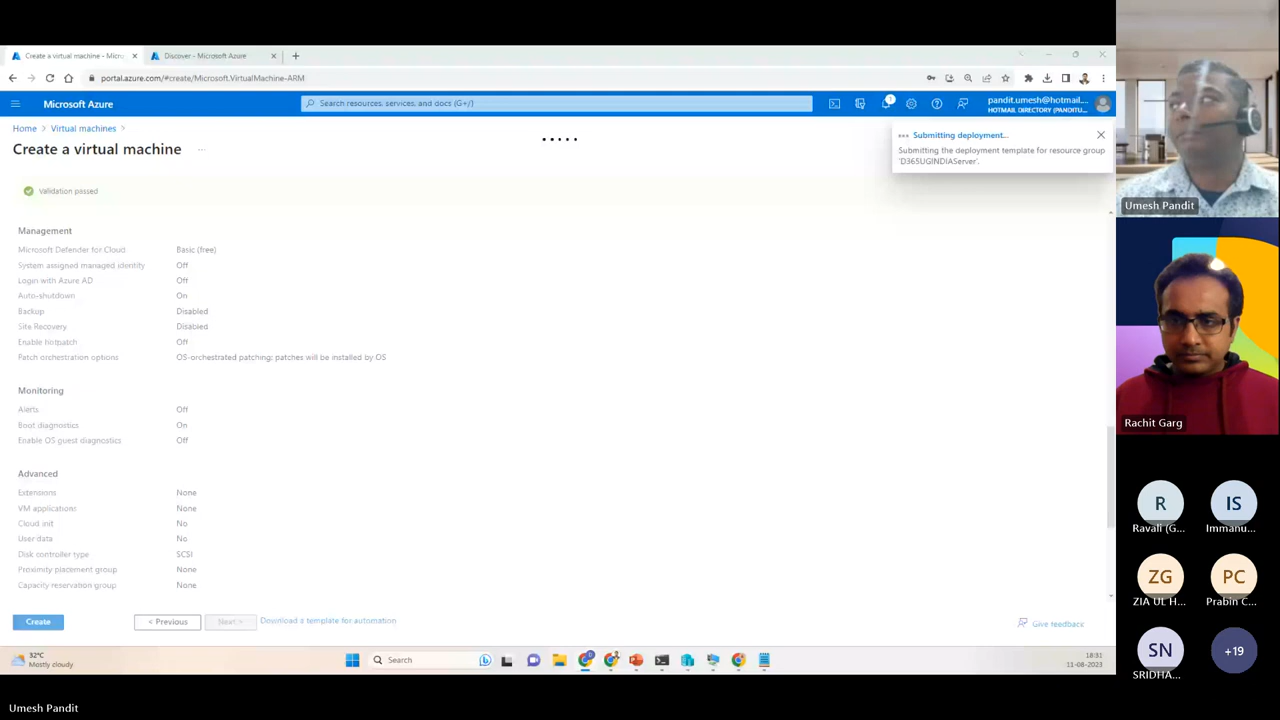 Create a virtual machine - Micro
Discover - Microsoft Azure
portal.azure.com/#create/Microsoft.VirtualMachine-ARM
Microsoft Azure
Search resources, services, and docs (G+/)
1
pandit.umesh@hotmail....
HOTMAIL DIRECTORY (PANDITU...
Home
Virtual machines
Create a virtual machine
...
Submitting deployment...
Submitting the deployment template for resource group
'D365UGINDIAServer'.
Validation passed
Management
Microsoft Defender for Cloud Basic (free)
System assigned managed identity Off
Login with Azure AD Off
Auto-shutdown On
Backup Disabled
Site Recovery Disabled
Enable hotpatch Off
Patch orchestration options OS-orchestrated patching: patches will be installed by OS
Monitoring
Alerts Off
Boot diagnostics On
Enable OS guest diagnostics Off
Advanced
Extensions None
VM applications None
Cloud init No
User data No
Disk controller type SCSI
Proximity placement group None
Capacity reservation group None
Create
< Previous
Next >
Download a template for automation
Give feedback
32°C
Mostly cloudy
Search
18:31
11-08-2023
Umesh Pandit
Rachit Garg
R
Ravali (G...
IS
Immanu...
ZG
ZIA UL H...
PC
Prabin C...
SN
SRIDHA...
+19
Umesh Pandit